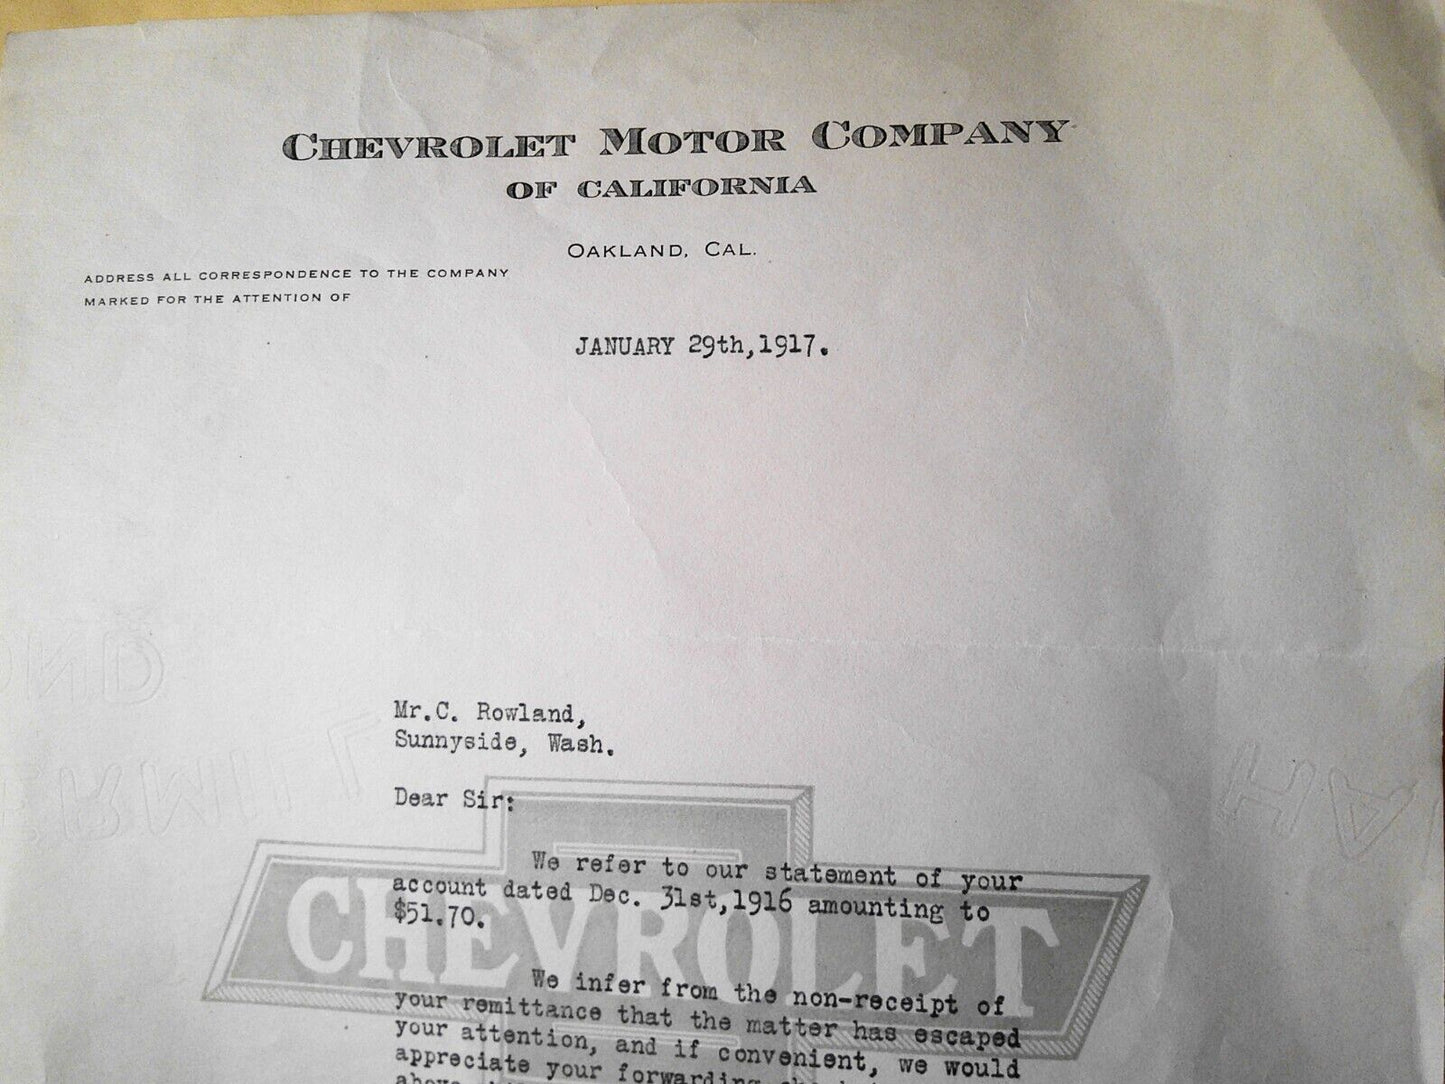 CHEVROLET MOTOR COMPANY
OF CALIFORNIA
OAKLAND, CAL.
ADDRESS ALL CORRESPONDENCE TO THE COMPANY
MARKED FOR THE ATTENTION OF
JANUARY 29th,1917.
Mr.C. Rowland,
Sunnyside, Wash.
Dear Sir:
We refer to our statement of your
account dated Dec. 31st,1916 amounting to
$51.70.
CHEVROLET
We infer from the non-receipt of
your remittance that the matter has escaped
your attention, and if convenient, we would
appreciate your forwarding
above